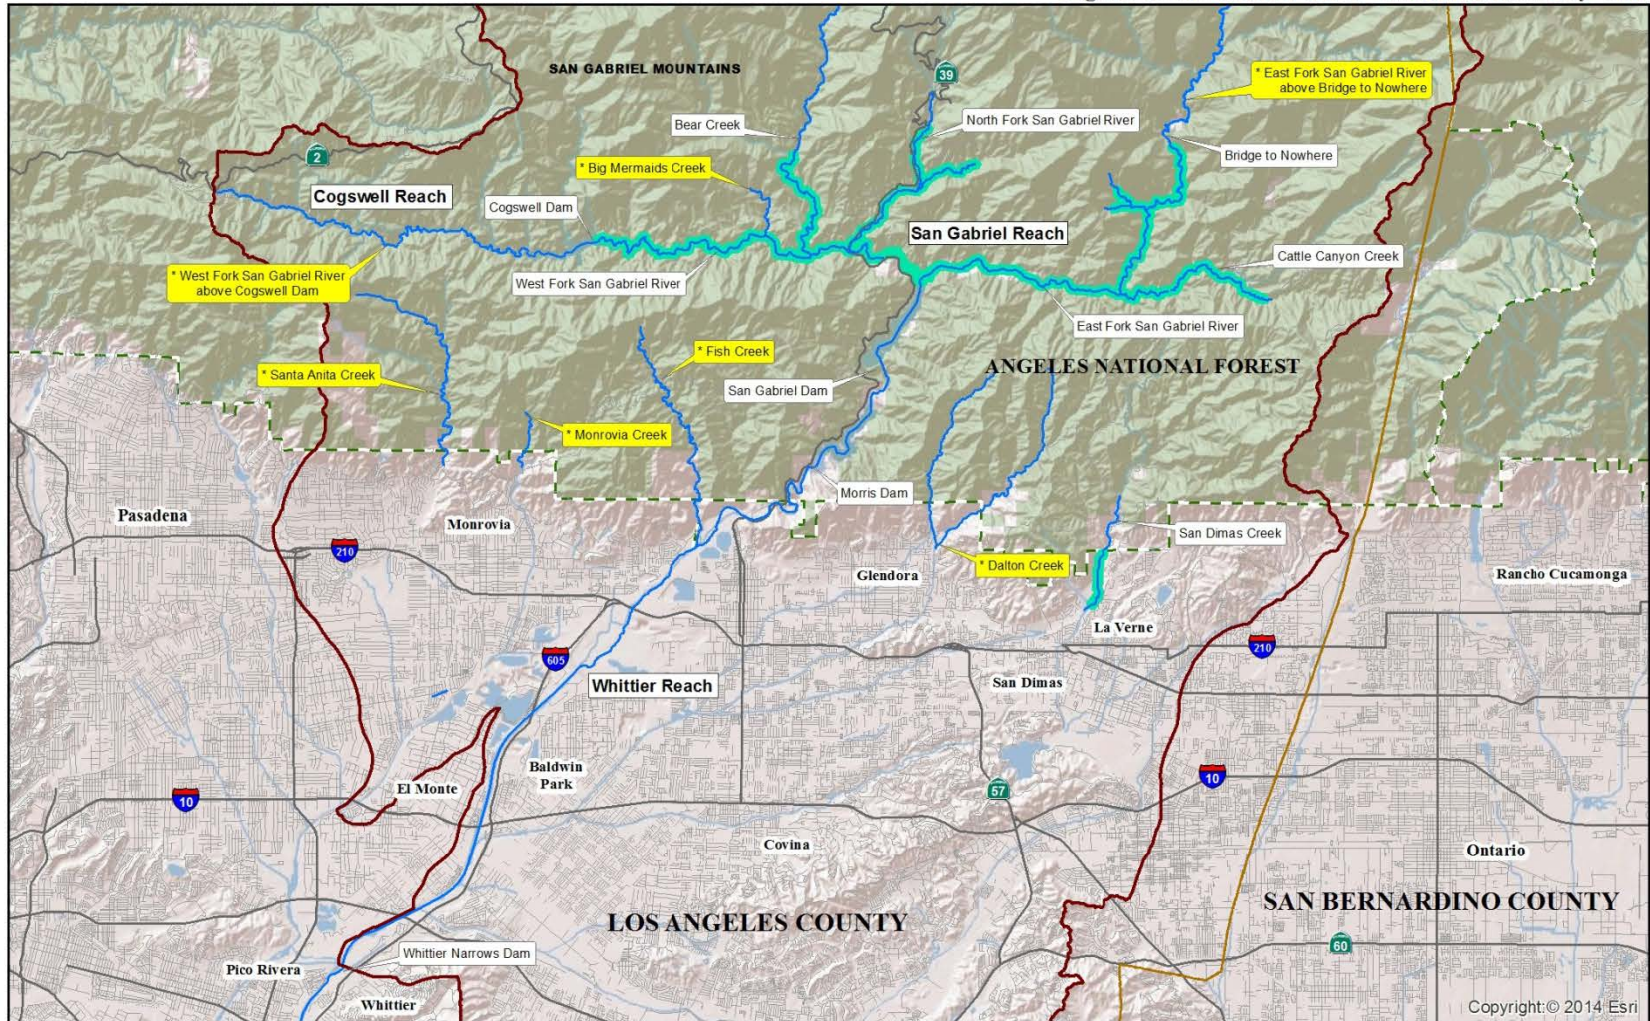 SAN GABRIEL MOUNTAINS
39
* East Fork San Gabriel River
above Bridge to Nowhere
Bear Creek
North Fork San Gabriel River
2
* Big Mermaids Creek
Bridge to Nowhere
Cogswell Reach
Cogswell Dam
San Gabriel Reach
Cattle Canyon Creek
* West Fork San Gabriel River
above Cogswell Dam
West Fork San Gabriel River
East Fork San Gabriel River
* Fish Creek
ANGELES NATIONAL FOREST
* Santa Anita Creek
San Gabriel Dam
* Monrovia Creek
Morris Dam
Pasadena
Monrovia
San Dimas Creek
210
* Dalton Creek
Glendora
Rancho Cucamonga
La Verne
605
210
Whittier Reach
San Dimas
Baldwin
Park
El Monte
10
57
10
Covina
Ontario
LOS ANGELES COUNTY
SAN BERNARDINO COUNTY
60
Whittier Narrows Dam
Pico Rivera
Whittier
Copyright:© 2014 Esri